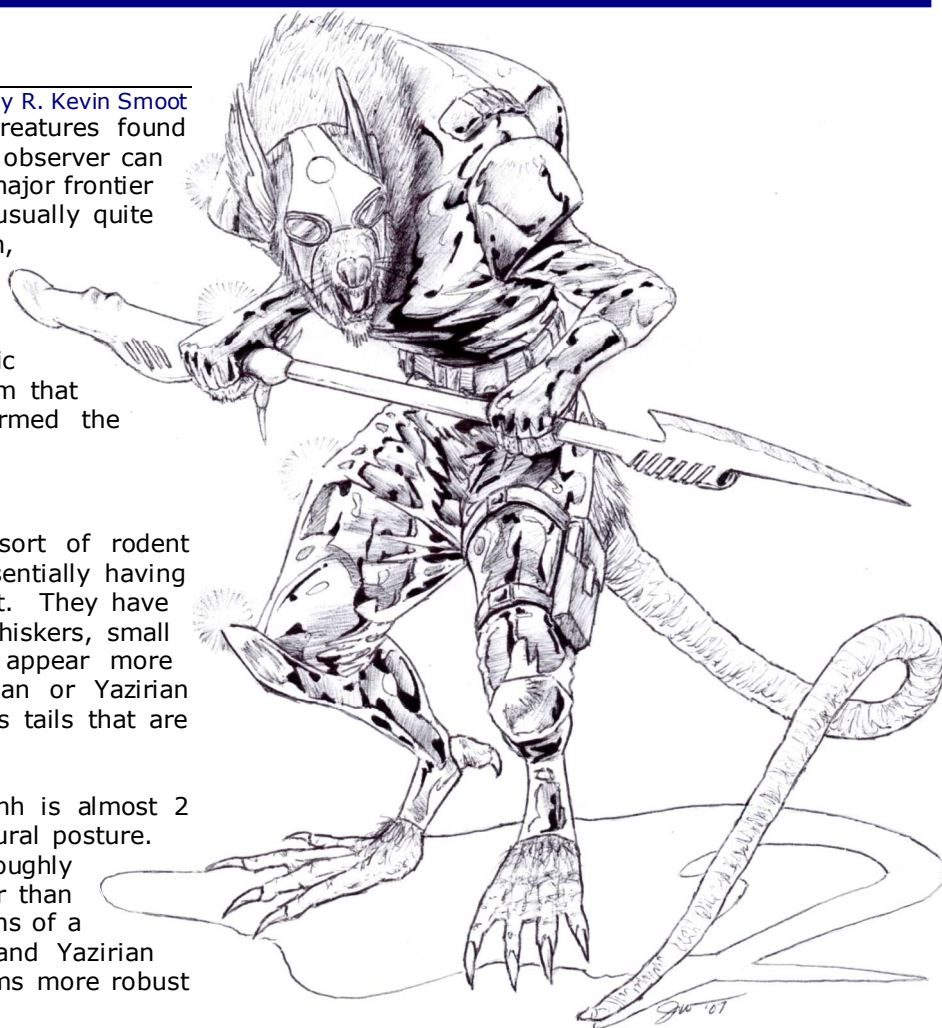 y R. Kevin Smoot
reatures found
observer can
najor frontier
usually quite
n,
ic
m that
rmed the
sort of rodent
sentially having
t. They have
hiskers, small
appear more
an or Yazirian
s tails that are
nh is almost 2
ural posture.
oughly
r than
ns of a
and Yazirian
ms more robust
JW '07